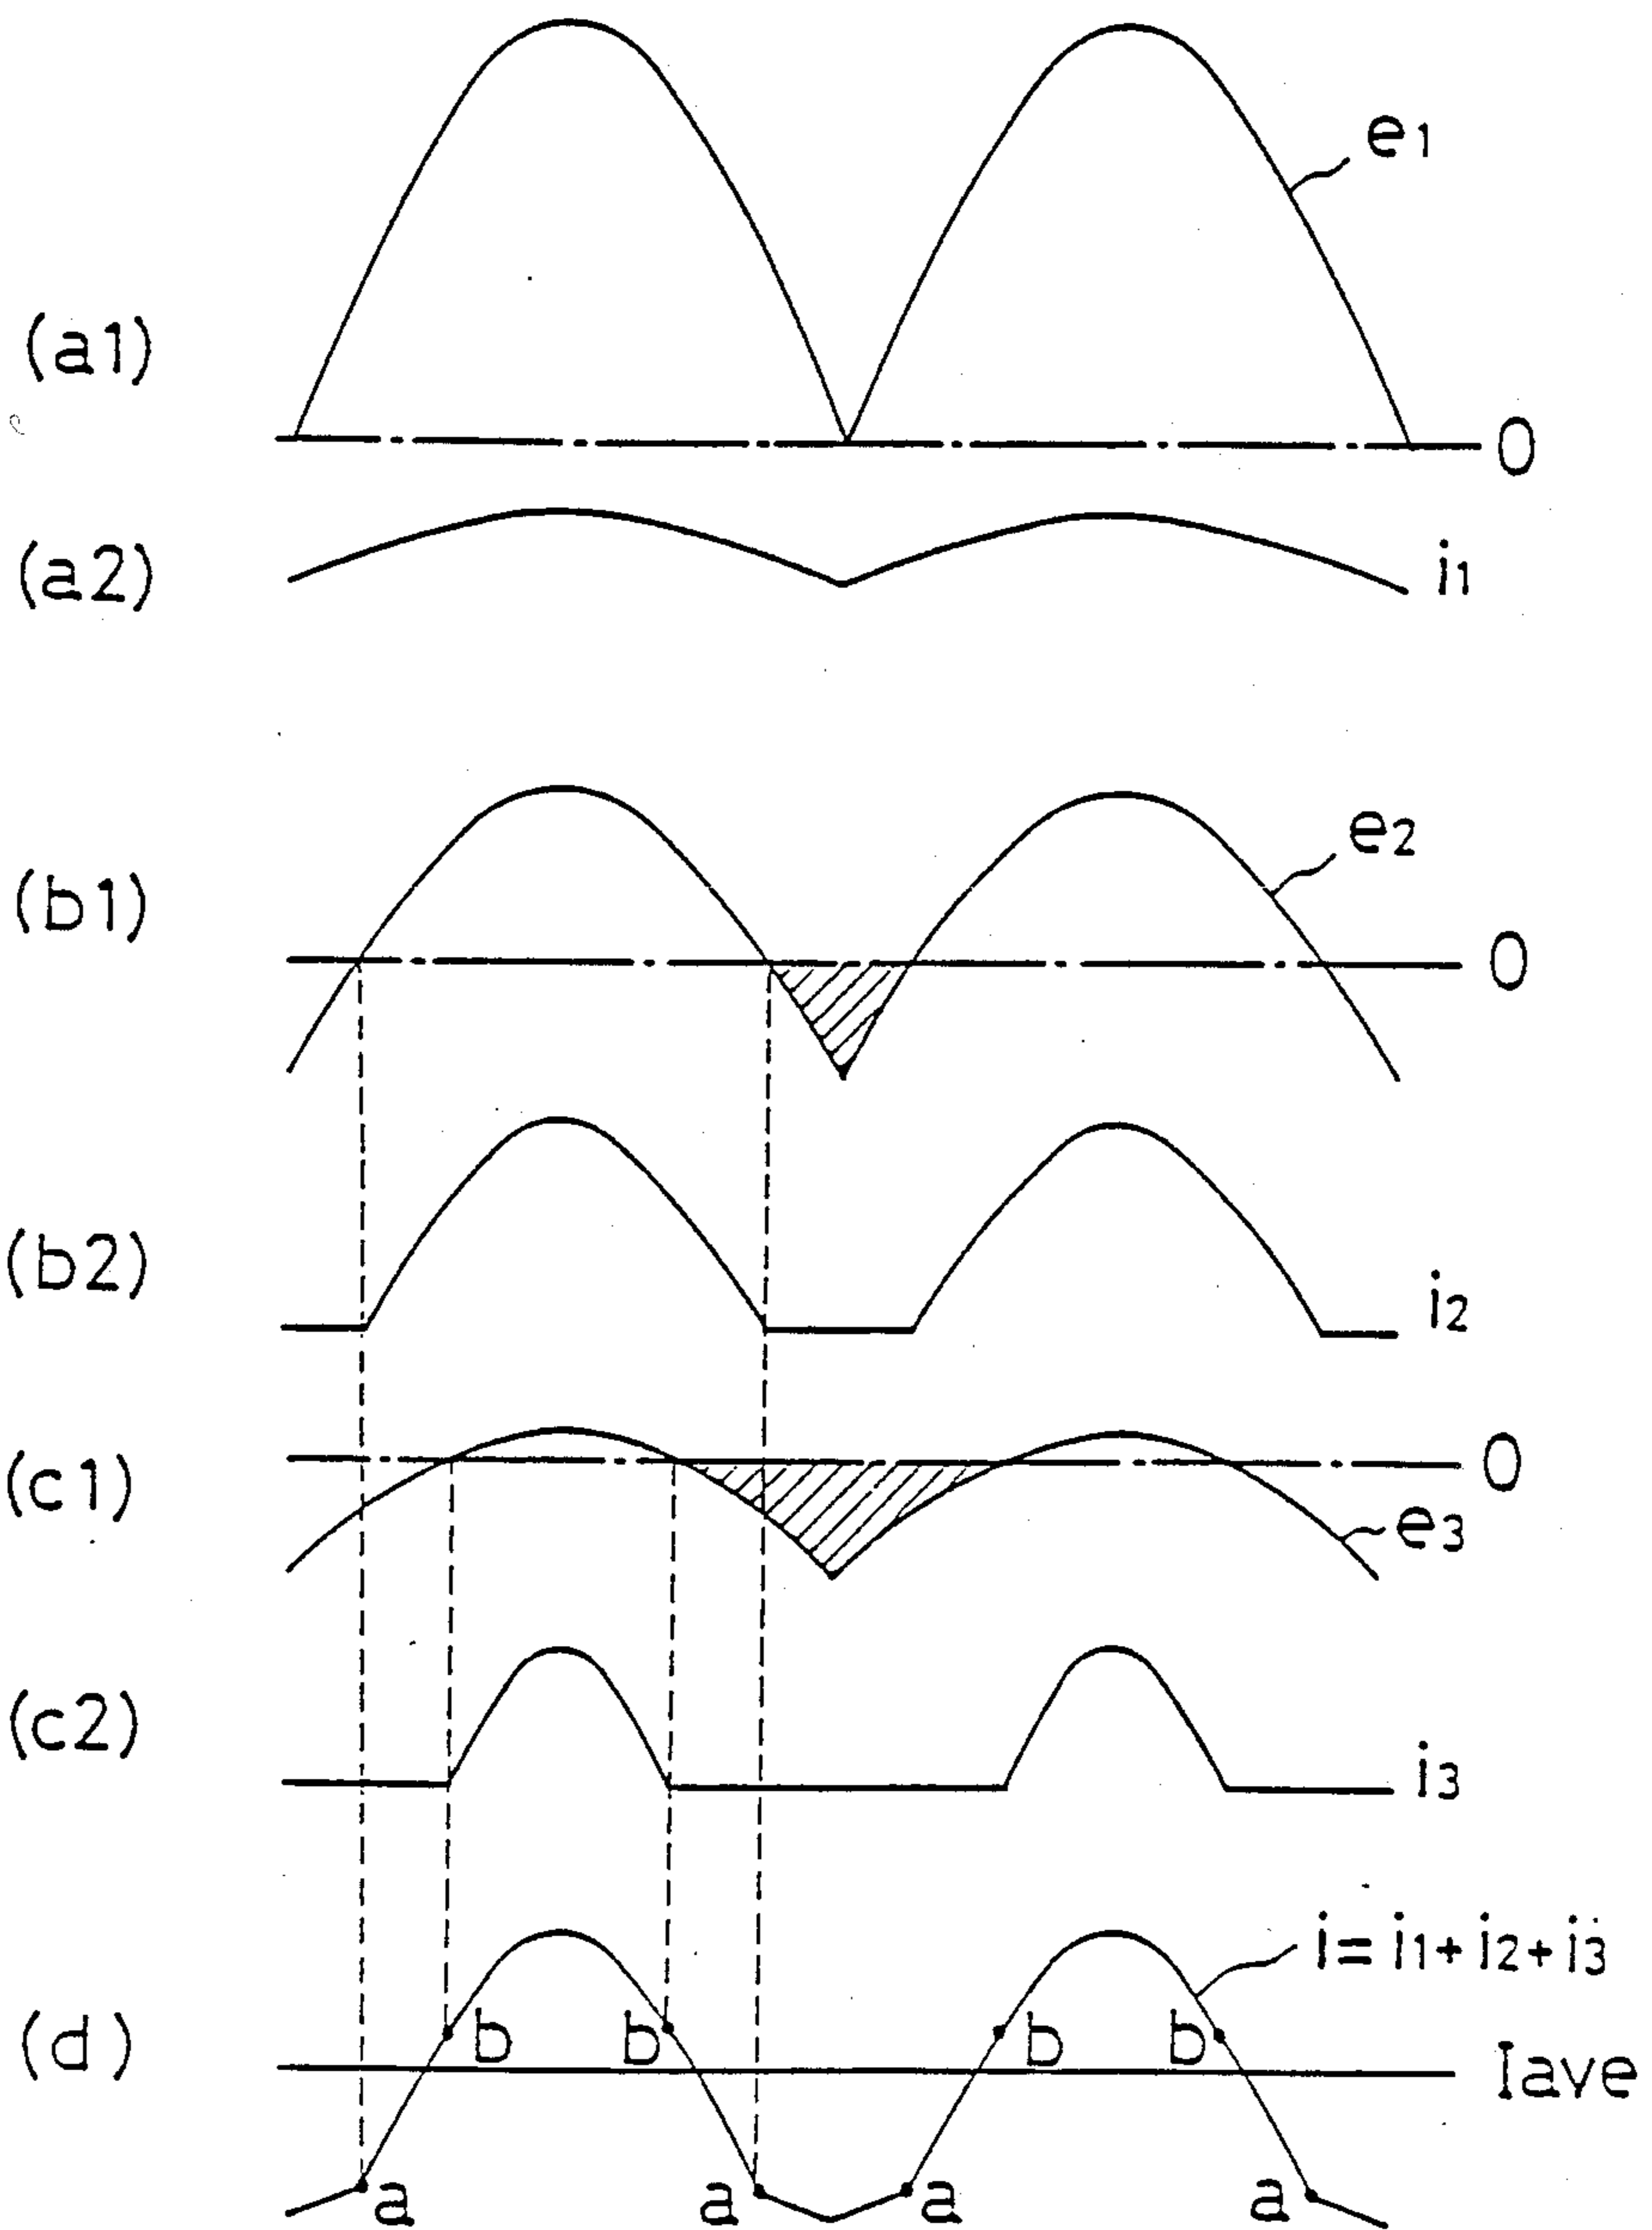 e1
(a1)
0
(a2) i1
e2
(b1)
0
(b2) i2
(c1) 0
e3
(c2) i3
i=i1+i2+i3
(d) b b b b
Iave
a a a a